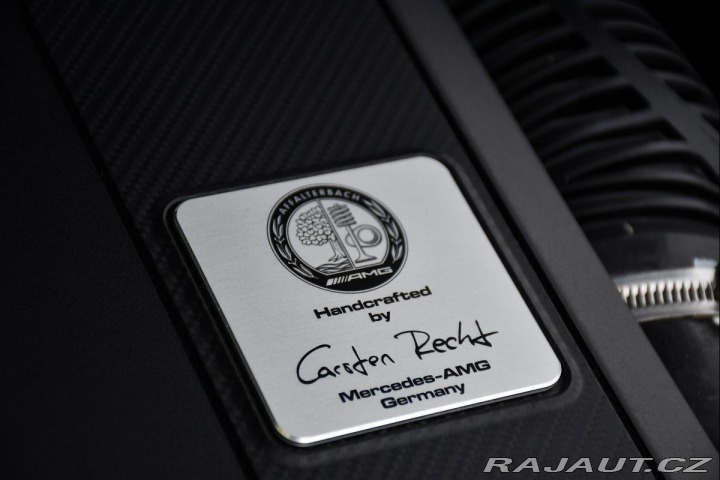 AFFALTERBACH
AMG
Handcrafted
by
Carsten Recht
Mercedes-AMG
Germany
RAJAUT.CZ